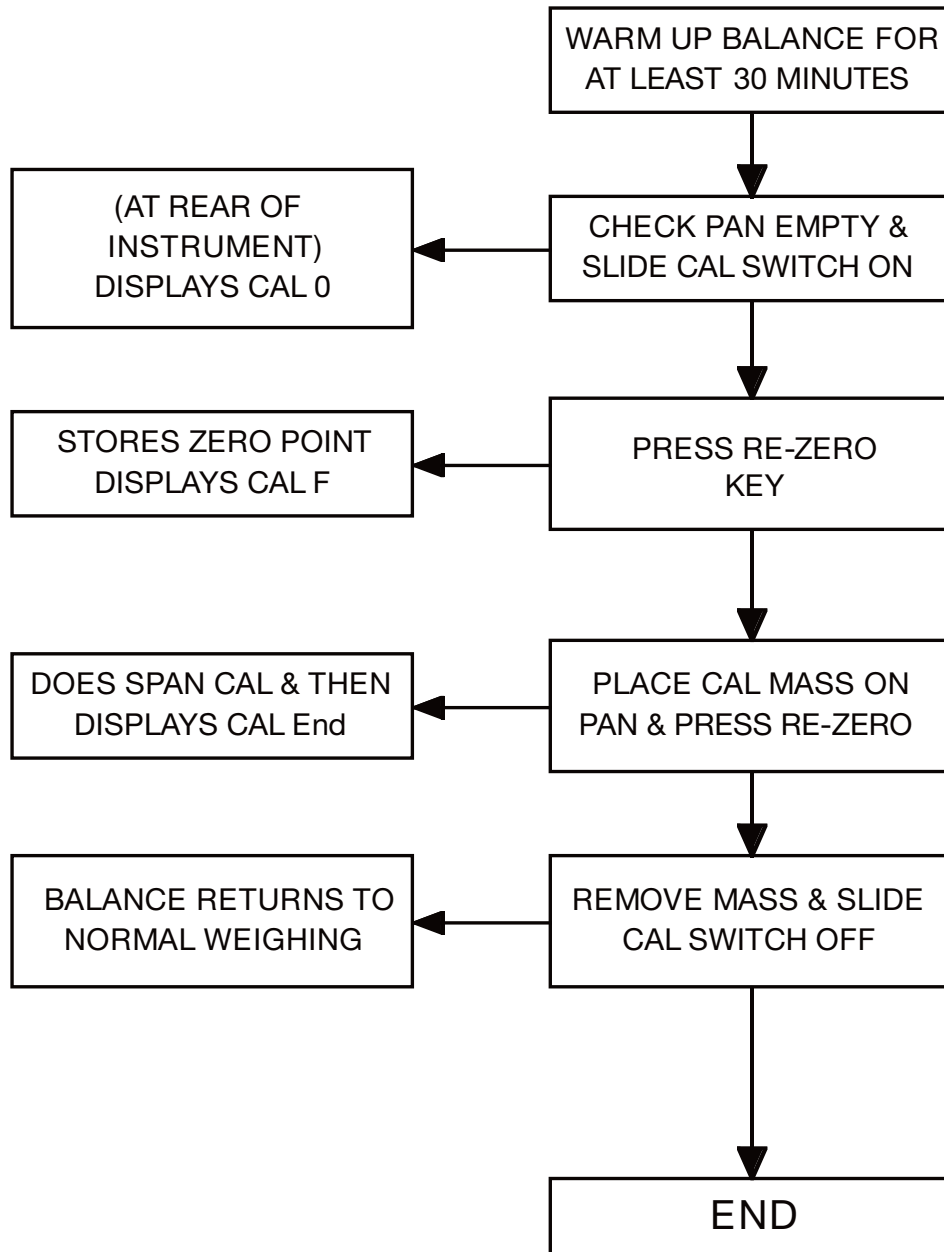 WARM UP BALANCE FOR
AT LEAST 30 MINUTES
(AT REAR OF
INSTRUMENT)
DISPLAYS CAL 0
CHECK PAN EMPTY &
SLIDE CAL SWITCH ON
STORES ZERO POINT
DISPLAYS CAL F
PRESS RE-ZERO
KEY
DOES SPAN CAL & THEN
DISPLAYS CAL End
PLACE CAL MASS ON
PAN & PRESS RE-ZERO
BALANCE RETURNS TO
NORMAL WEIGHING
REMOVE MASS & SLIDE
CAL SWITCH OFF
END